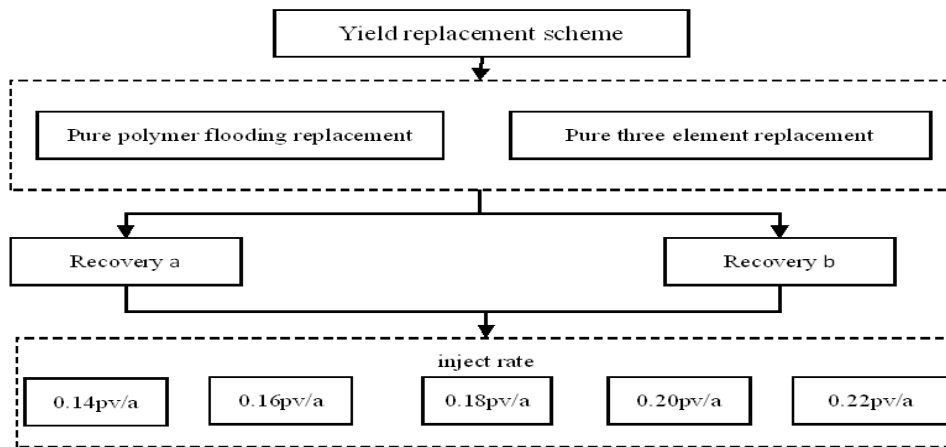 Yield replacement scheme
Pure polymer flooding replacement
Pure three element replacement
Recovery a
Recovery b
inject rate
0.14pv/a
0.16pv/a
0.18pv/a
0.20pv/a
0.22pv/a